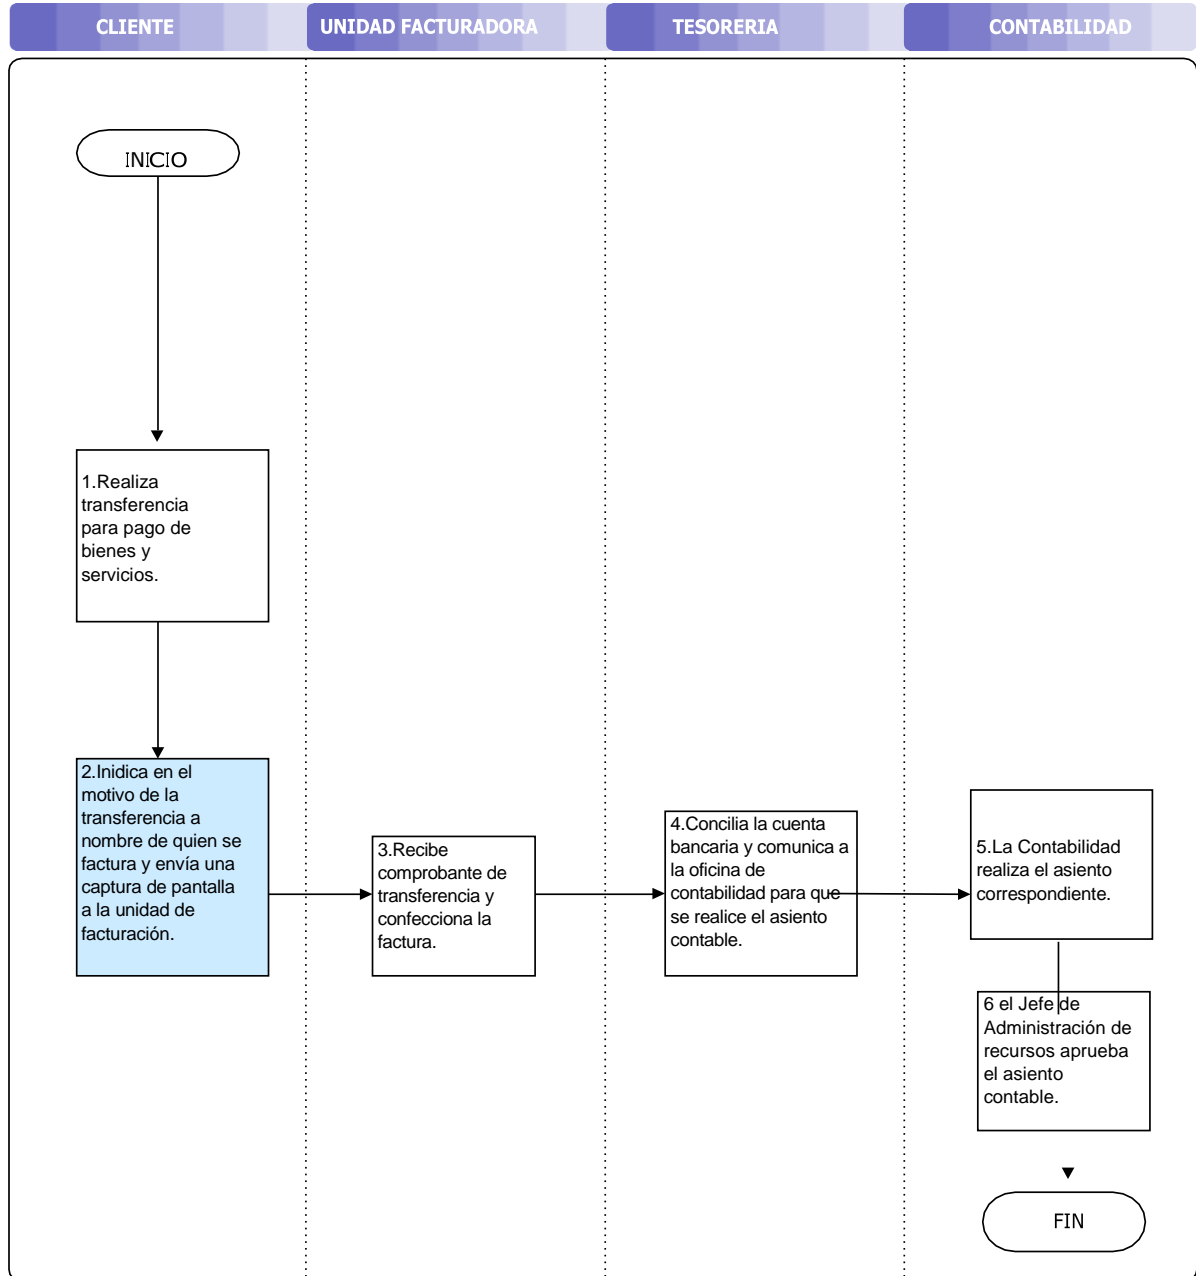 CLIENTE
UNIDAD FACTURADORA
TESORERIA
CONTABILIDAD
INICIO
1.Realiza
transferencia
para pago de
bienes y
servicios.
2.Inidica en el
motivo de la
transferencia a
nombre de quien se
factura y envía una
captura de pantalla
a la unidad de
facturación.
3.Recibe
comprobante de
transferencia y
confecciona la
factura.
4.Concilia la cuenta
bancaria y comunica a
la oficina de
contabilidad para que
se realice el asiento
contable.
5.La Contabilidad
realiza el asiento
correspondiente.
6 el Jefe de
Administración de
recursos aprueba
el asiento
contable.
FIN